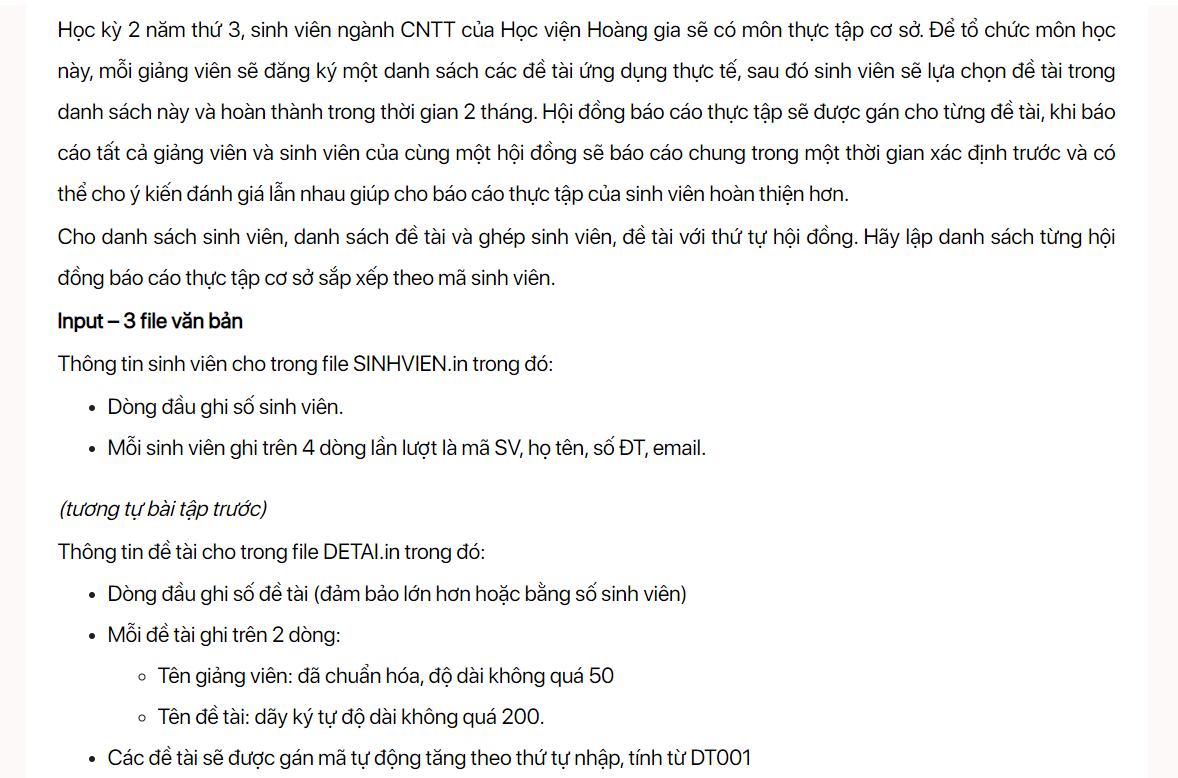 Học kỳ 2 năm thứ 3, sinh viên ngành CNTT của Học viện Hoàng gia sẽ có môn thực tập cơ sở. Để tổ chức môn học
này, mỗi giảng viên sẽ đăng ký một danh sách các đề tài ứng dụng thực tế, sau đó sinh viên sẽ lựa chọn đề tài trong
danh sách này và hoàn thành trong thời gian 2 tháng. Hội đồng báo cáo thực tập sẽ được gán cho từng đề tài, khi báo
cáo tất cả giảng viên và sinh viên của cùng một hội đồng sẽ báo cáo chung trong một thời gian xác định trước và có
thể cho ý kiến đánh giá lẫn nhau giúp cho báo cáo thực tập của sinh viên hoàn thiện hơn.
Cho danh sách sinh viên, danh sách đề tài và ghép sinh viên, đề tài với thứ tự hội đồng. Hãy lập danh sách từng hội
đồng báo cáo thực tập cơ sở sắp xếp theo mã sinh viên.
Input – 3 file văn bản
Thông tin sinh viên cho trong file SINHVIEN.in trong đó:
• Dòng đầu ghi số sinh viên.
• Mỗi sinh viên ghi trên 4 dòng lần lượt là mã SV, họ tên, số ĐT, email.
(tương tự bài tập trước)
Thông tin đề tài cho trong file DETAI.in trong đó:
• Dòng đầu ghi số đề tài (đảm bảo lớn hơn hoặc bằng số sinh viên)
• Mỗi đề tài ghi trên 2 dòng:
◦ Tên giảng viên: đã chuẩn hóa, độ dài không quá 50
◦ Tên đề tài: dãy ký tự độ dài không quá 200.
• Các đề tài sẽ được gán mã tự động tăng theo thứ tự nhập, tính từ DT001